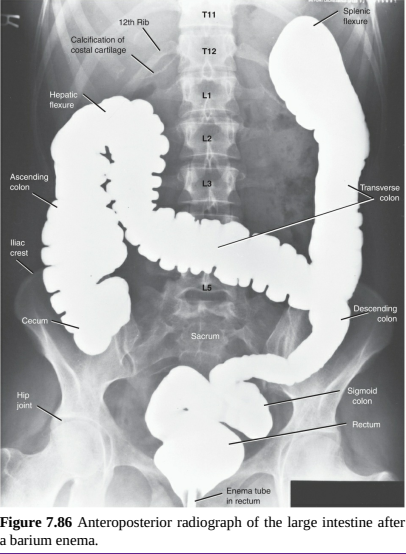 T11
Splenic
flexure
12th Rib
T12
Calcification of
costal cartilage
L1
Hepatic
flexure
L2
Ascending
colon
L3
Transverse
colon
Iliac
crest
L5
Descending
colon
Cecum
Sacrum
Hip
joint
Sigmoid
colon
Rectum
Enema tube
in rectum
Figure 7.86 Anteroposterior radiograph of the large intestine after
a barium enema.